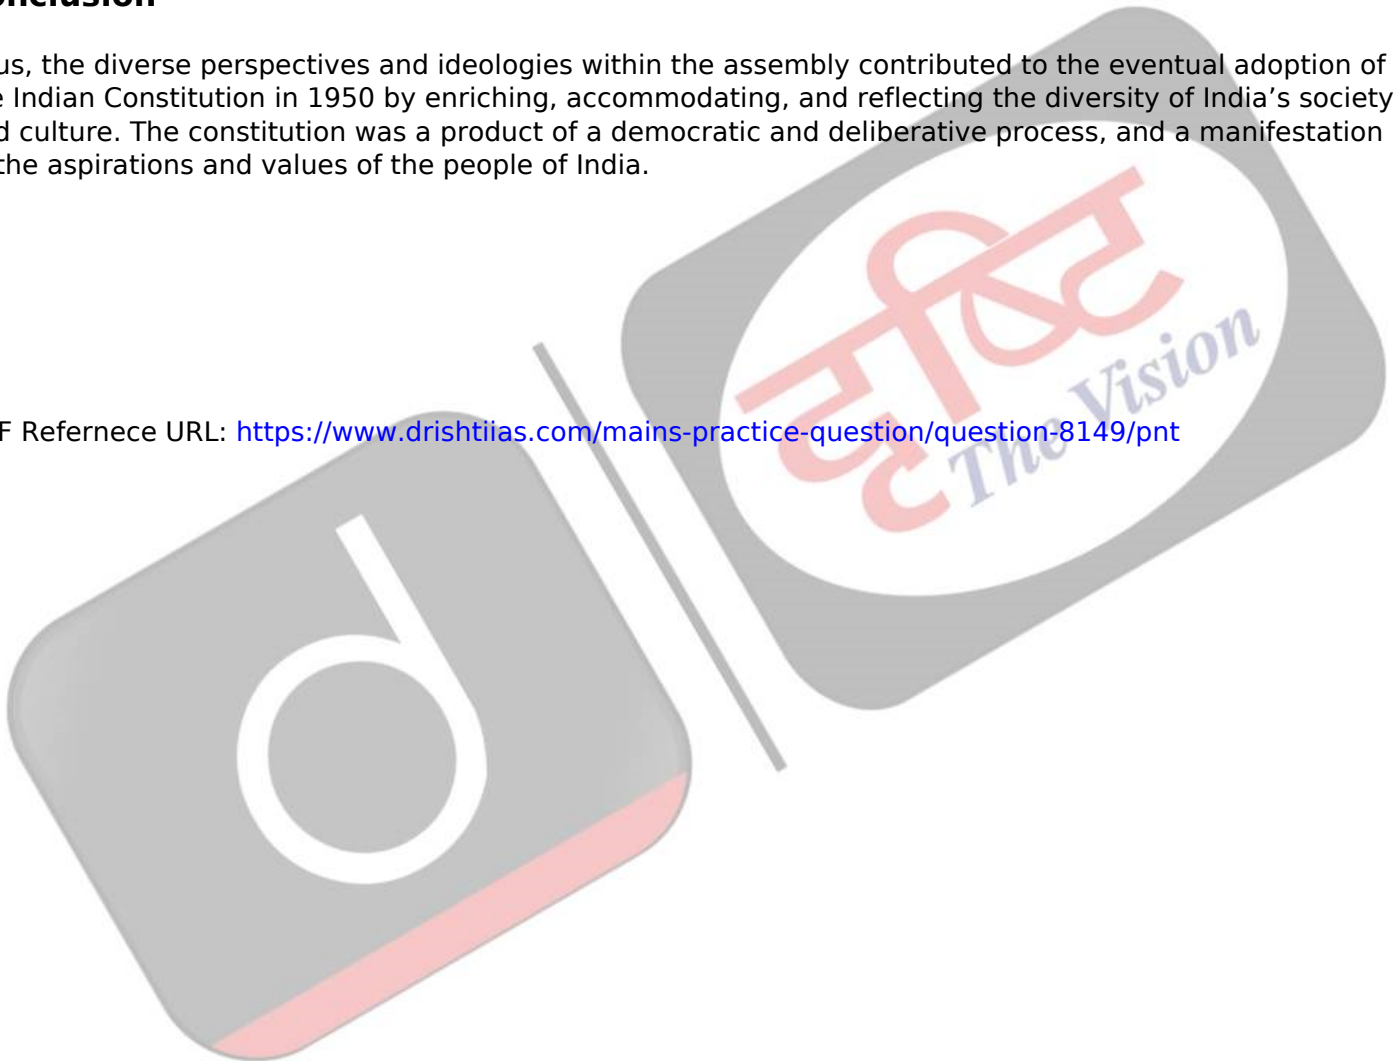 nclusion
us, the diverse perspectives and ideologies within the assembly contributed to the eventual adoption of
e Indian Constitution in 1950 by enriching, accommodating, and reflecting the diversity of India’s society
d culture. The constitution was a product of a democratic and deliberative process, and a manifestation
the aspirations and values of the people of India.
दृष्टि
The Vision
F Refernece URL: https://www.drishtiias.com/mains-practice-question/question-8149/pnt
d